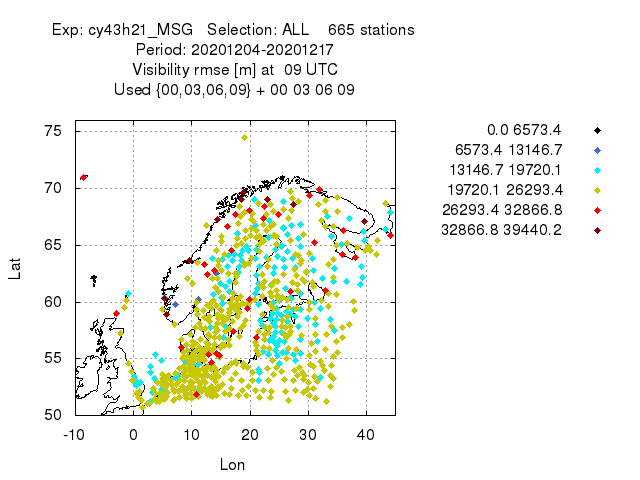 Exp: cy43h21_MSG Selection: ALL 665 stations
Period: 20201204-20201217
Visibility rmse [m] at 09 UTC
Used {00,03,06,09} + 00 03 06 09
0.0 6573.4
6573.4 13146.7
13146.7 19720.1
19720.1 26293.4
26293.4 32866.8
32866.8 39440.2
75
70
65
60
55
50
Lat
-10 0 10 20 30 40
Lon